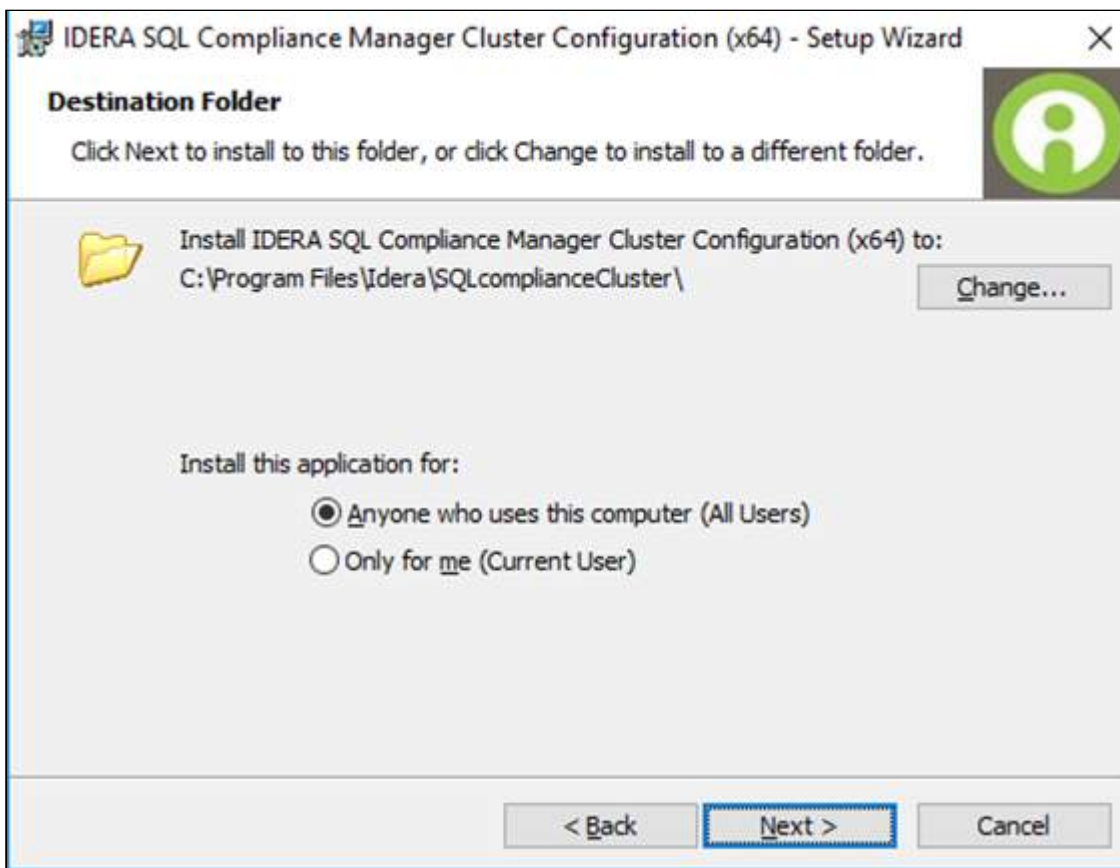 IDERA SQL Compliance Manager Cluster Configuration (x64) - Setup Wizard
Destination Folder
Click Next to install to this folder, or click Change to install to a different folder.
Install IDERA SQL Compliance Manager Cluster Configuration (x64) to:
C:\Program Files\Idera\SQLcomplianceCluster\
Change...
Install this application for:
Anyone who uses this computer (All Users)
Only for me (Current User)
< Back
Next >
Cancel